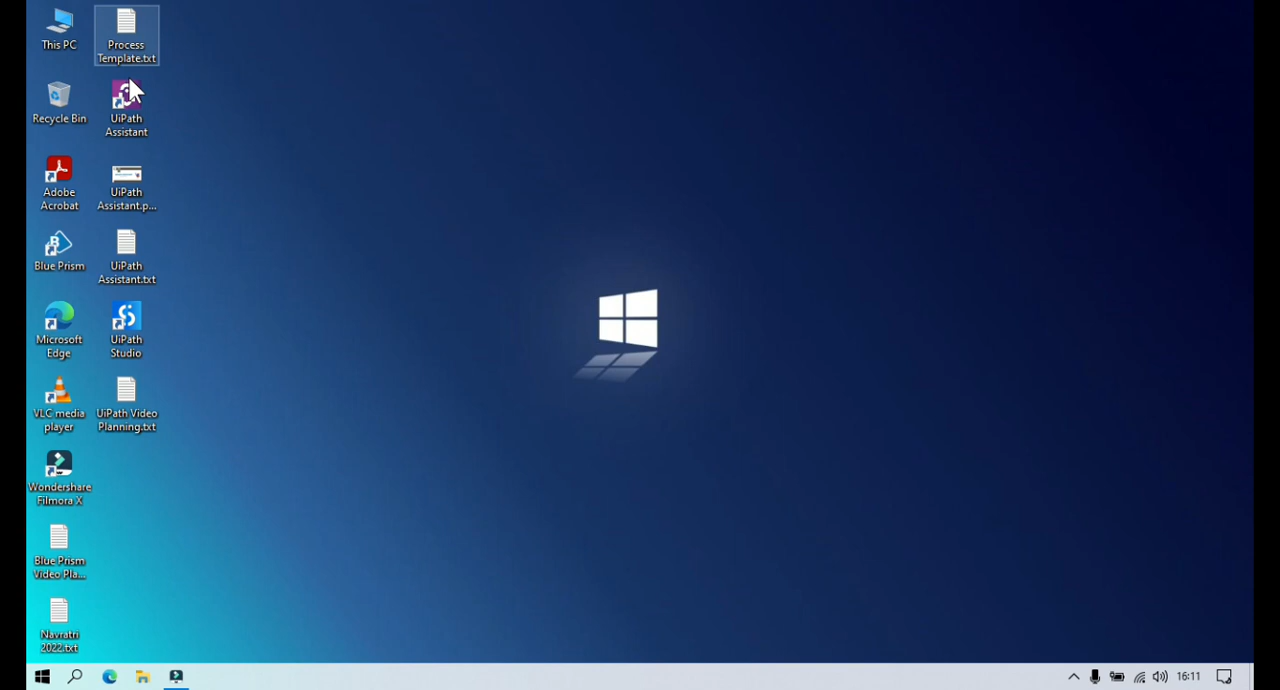 This PC
Recycle Bin
Adobe
Acrobat
Blue Prism
Microsoft
Edge
VLC media
player
Wondershare
Filmora X
Blue Prism
Video Pla...
Navratri
2022.txt
Process
Template.txt
UiPath
Assistant
UiPath
Assistant.p...
UiPath
Assistant.txt
UiPath
Studio
UiPath Video
Planning.txt
16:11